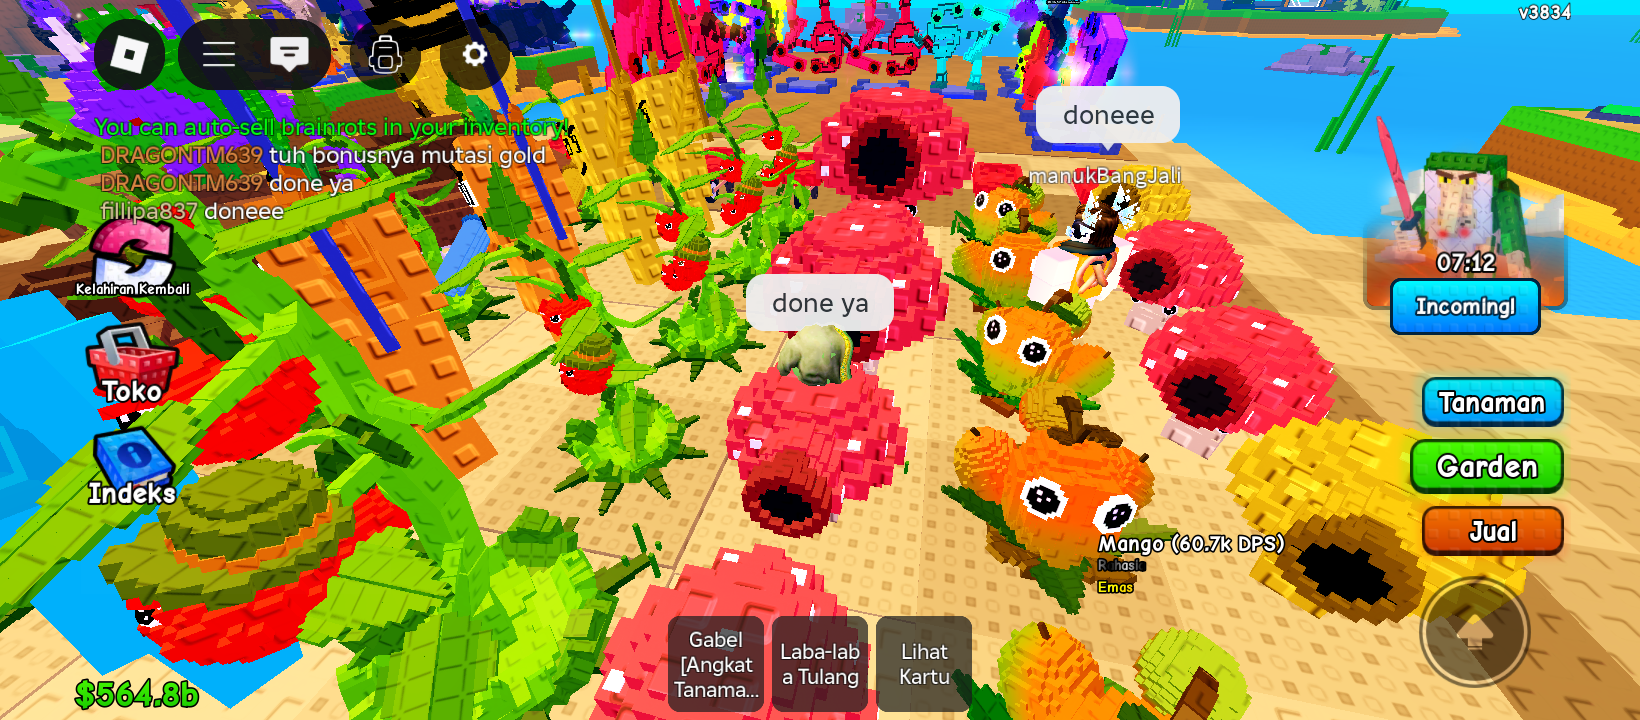 v3834
You can auto-sell brainrots in your inventory!
DRAGONTM639 tuh bonusnya mutasi gold
DRAGONTM639 done ya
fillipa837 doneee
doneee
manukBangJali
done ya
Kelahiran Kembali
Toko
Indeks
$564.8b
07:12
Incoming!
Tanaman
Garden
Jual
Mango (60.7k DPS)
Rahasia
Emas
Gabel
[Angkat
Tanama...
Laba-lab
a Tulang
Lihat
Kartu